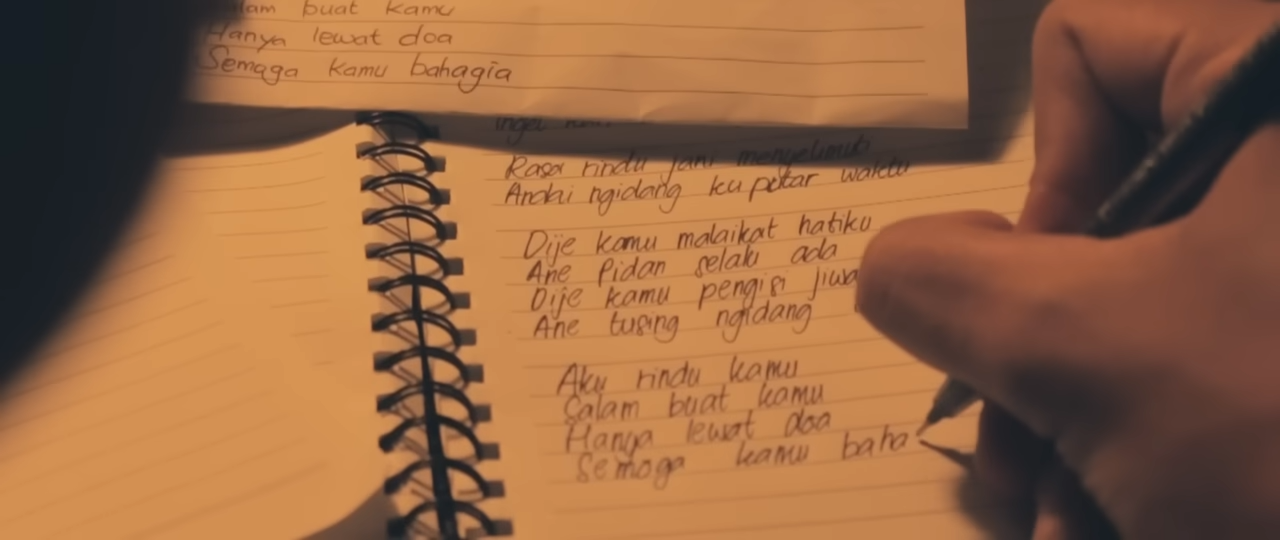 buat kamu
Hanya lewat doa
Semaga kamu bahagia
Rasa rindu jani menyelimuti
Andai ngidang ku putar waktu
Dije kamu malaikat hatiku
Ane Pidan selalu ada
Dije kamu pengisi jiwa
Ane tusing ngidang
Aku rindu kamu
Salam buat kamu
Hanya lewat doa
Semoga kamu baha